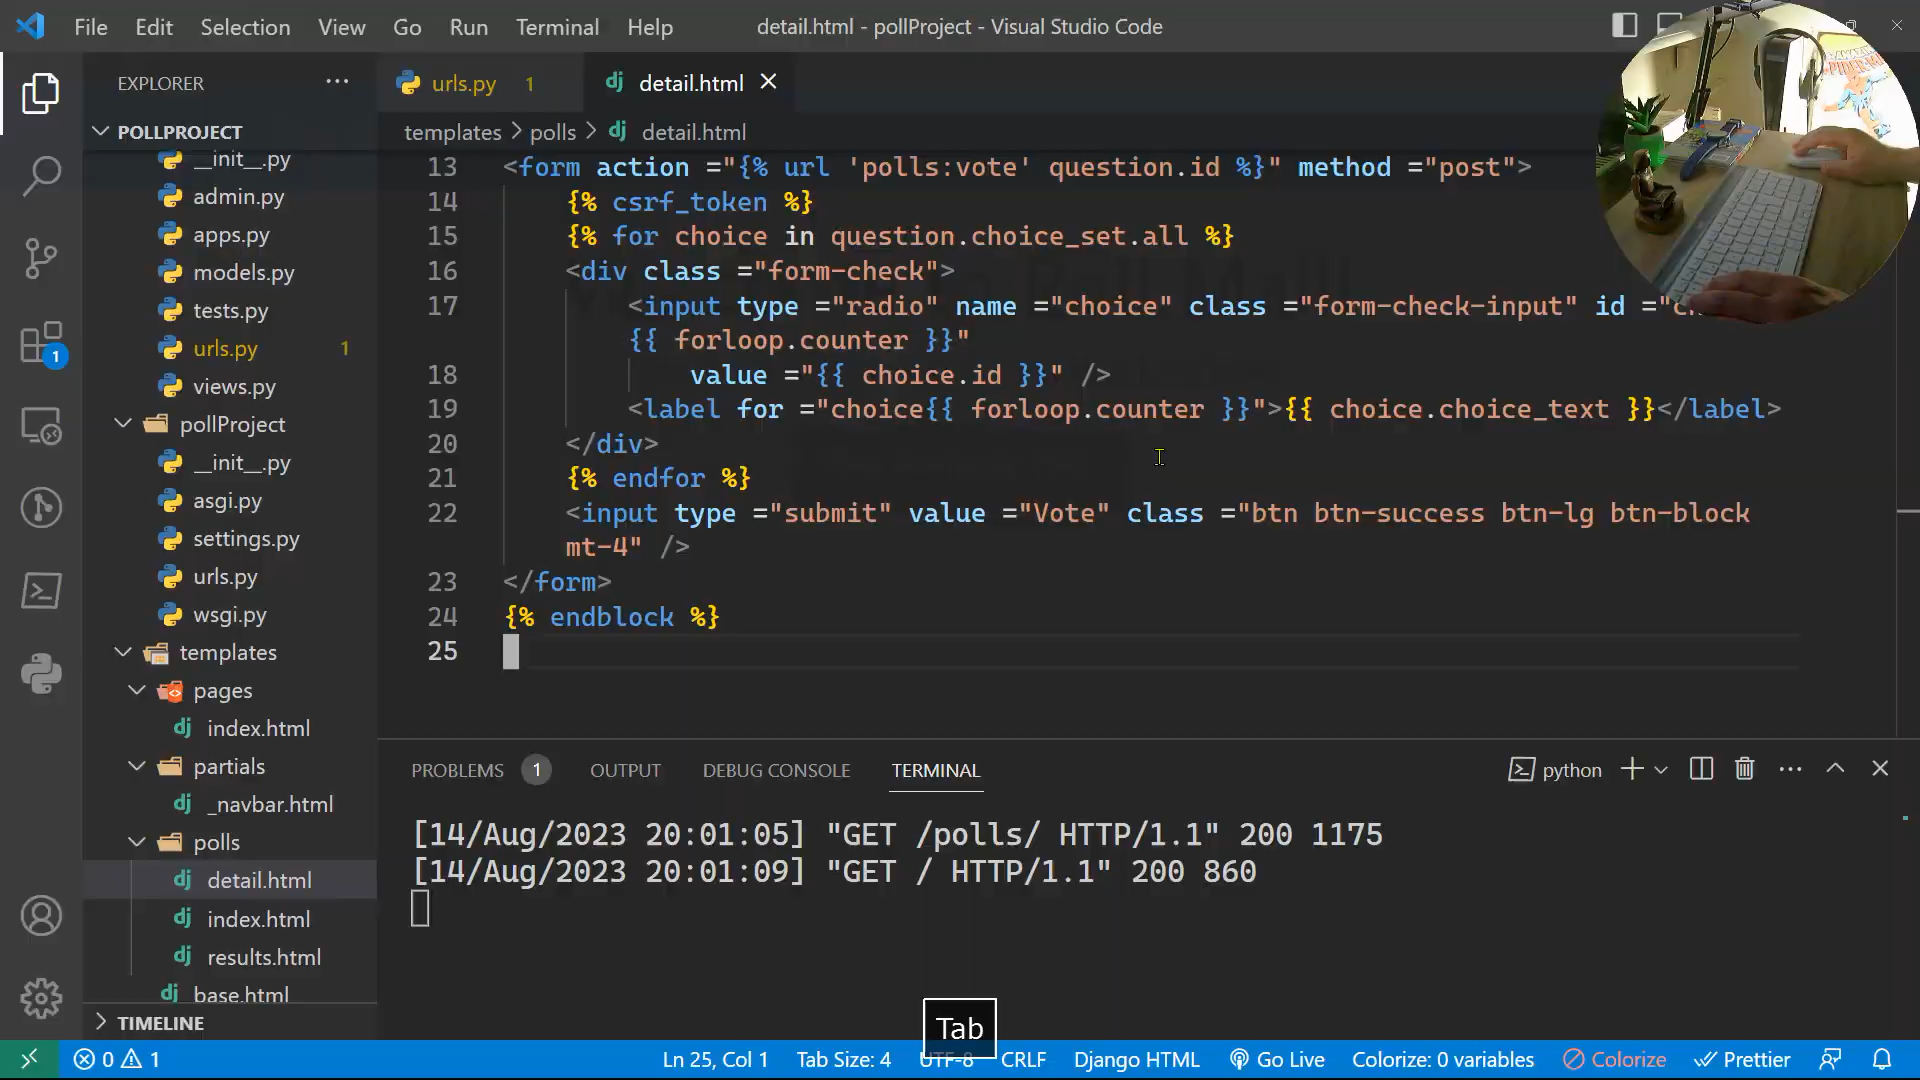 File Edit Selection View Go Run Terminal Help
detail.html - pollProject - Visual Studio Code
EXPLORER
POLLPROJECT
__init__.py
admin.py
apps.py
models.py
tests.py
urls.py 1
views.py
pollProject
__init__.py
asgi.py
settings.py
urls.py
wsgi.py
templates
pages
index.html
partials
_navbar.html
polls
detail.html
index.html
results.html
base.html
TIMELINE
1
urls.py 1
detail.html
templates > polls > detail.html
13 <form action ="{% url 'polls:vote' question.id %}" method ="post">
14 {% csrf_token %}
15 {% for choice in question.choice_set.all %}
16 <div class ="form-check">
17 <input type ="radio" name ="choice" class ="form-check-input" id ="
{{ forloop.counter }}"
18 value ="{{ choice.id }}" />
19 <label for ="choice{{ forloop.counter }}">{{ choice.choice_text }}</label>
20 </div>
21 {% endfor %}
22 <input type ="submit" value ="Vote" class ="btn btn-success btn-lg btn-block
mt-4" />
23 </form>
24 {% endblock %}
25
PROBLEMS 1 OUTPUT DEBUG CONSOLE TERMINAL
python
[14/Aug/2023 20:01:05] "GET /polls/ HTTP/1.1" 200 1175
[14/Aug/2023 20:01:09] "GET / HTTP/1.1" 200 860
Tab
0 1
Ln 25, Col 1 Tab Size: 4 UTF-8 CRLF Django HTML Go Live Colorize: 0 variables Colorize Prettier